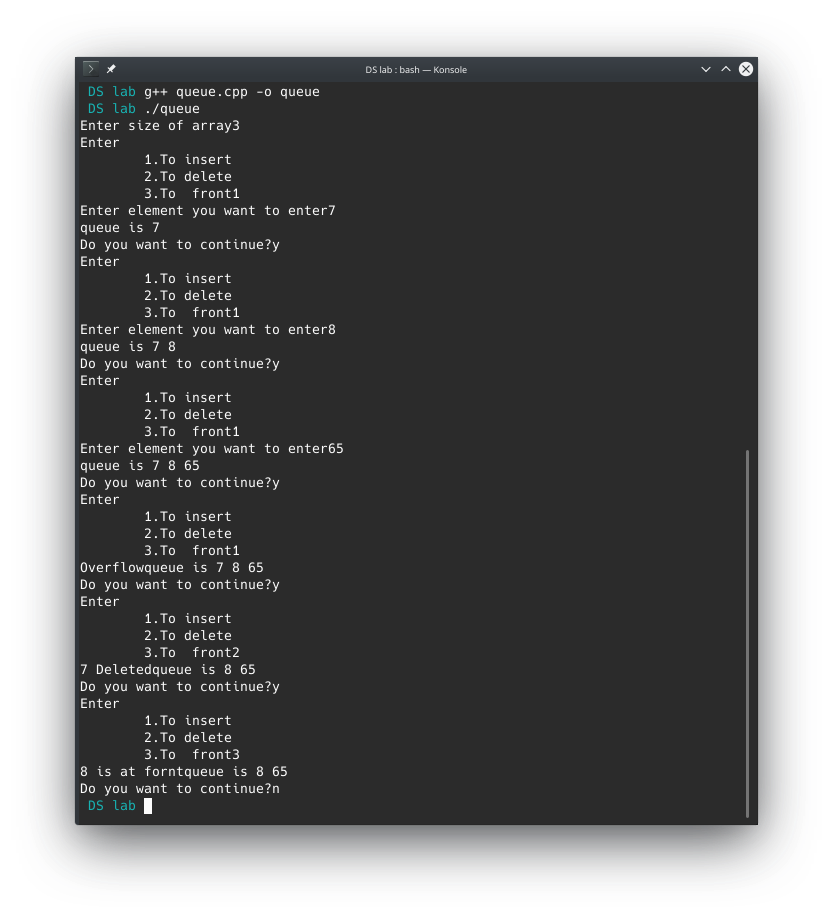 DS lab : bash — Konsole
DS lab g++ queue.cpp -o queue
DS lab ./queue
Enter size of array3
Enter
1.To insert
2.To delete
3.To  front1
Enter element you want to enter7
queue is 7
Do you want to continue?y
Enter
1.To insert
2.To delete
3.To  front1
Enter element you want to enter8
queue is 7 8
Do you want to continue?y
Enter
1.To insert
2.To delete
3.To  front1
Enter element you want to enter65
queue is 7 8 65
Do you want to continue?y
Enter
1.To insert
2.To delete
3.To  front1
Overflowqueue is 7 8 65
Do you want to continue?y
Enter
1.To insert
2.To delete
3.To  front2
7 Deletedqueue is 8 65
Do you want to continue?y
Enter
1.To insert
2.To delete
3.To  front3
8 is at forntqueue is 8 65
Do you want to continue?n
DS lab